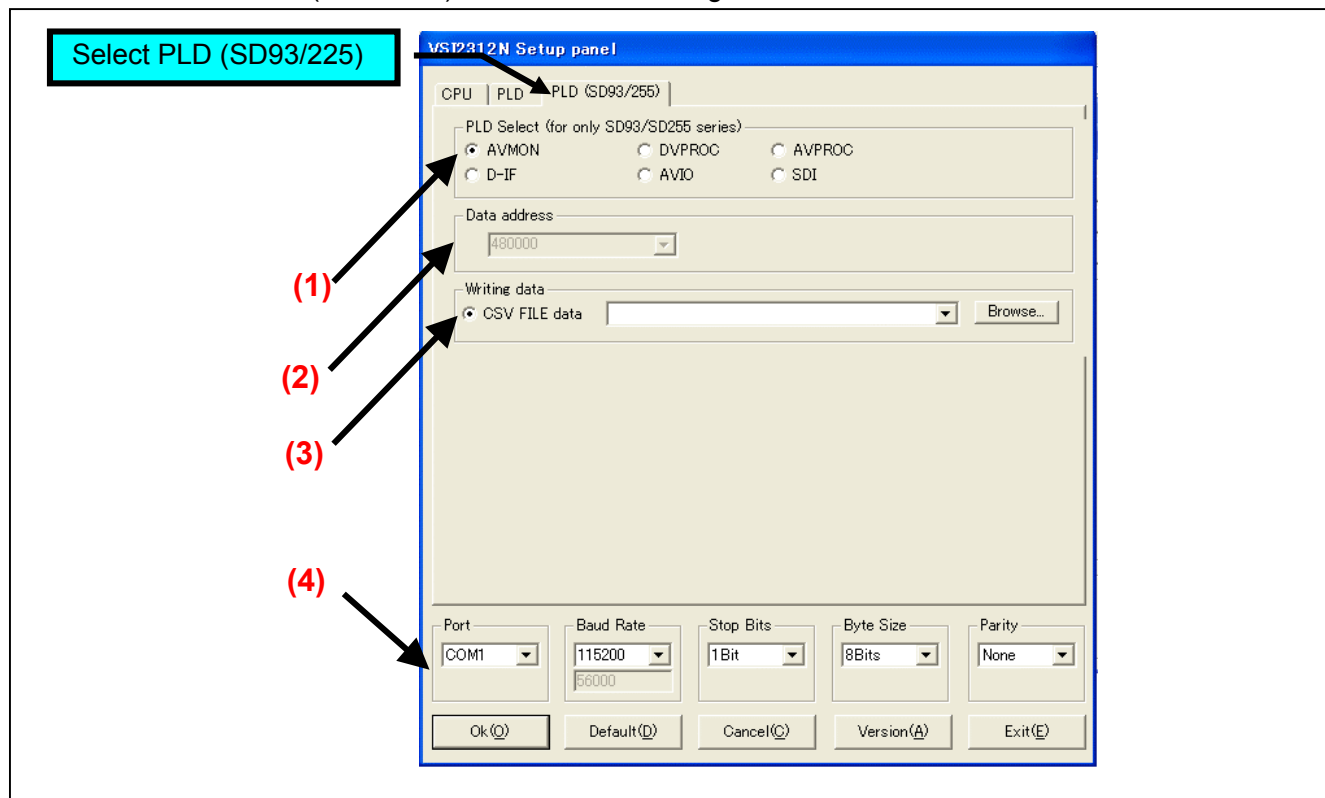 Select PLD (SD93/225)
VSI2312N Setup panel
CPU PLD PLD (SD93/255)
PLD Select (for only SD93/SD255 series)
AVMON DVPROC AVPROC
D-IF AVIO SDI
Data address
480000
(1)
Writing data
CSV FILE data Browse...
(2)
(3)
(4)
Port Baud Rate Stop Bits Byte Size Parity
COM1 115200 1Bit 8Bits None
56000
Ok(O) Default(D) Cancel(C) Version(A) Exit(E)